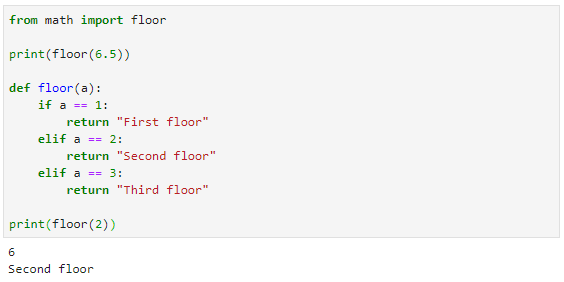 from math import floor
print(floor(6.5))
def floor(a):
    if a == 1:
        return "First floor"
    elif a == 2:
        return "Second floor"
    elif a == 3:
        return "Third floor"
print(floor(2))
6
Second floor